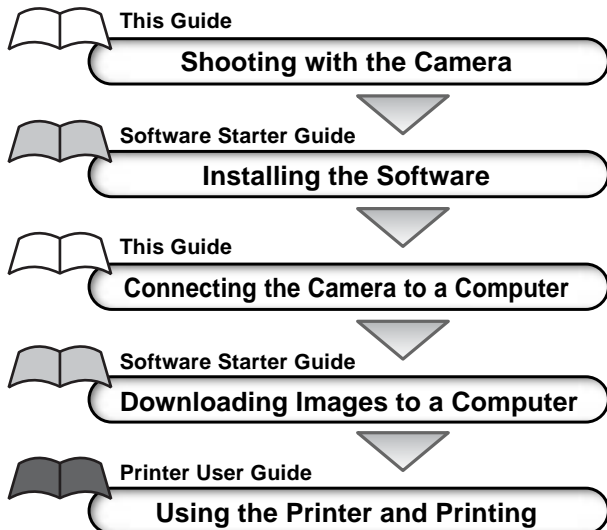 This Guide
Shooting with the Camera
Software Starter Guide
Installing the Software
This Guide
Connecting the Camera to a Computer
Software Starter Guide
Downloading Images to a Computer
Printer User Guide
Using the Printer and Printing